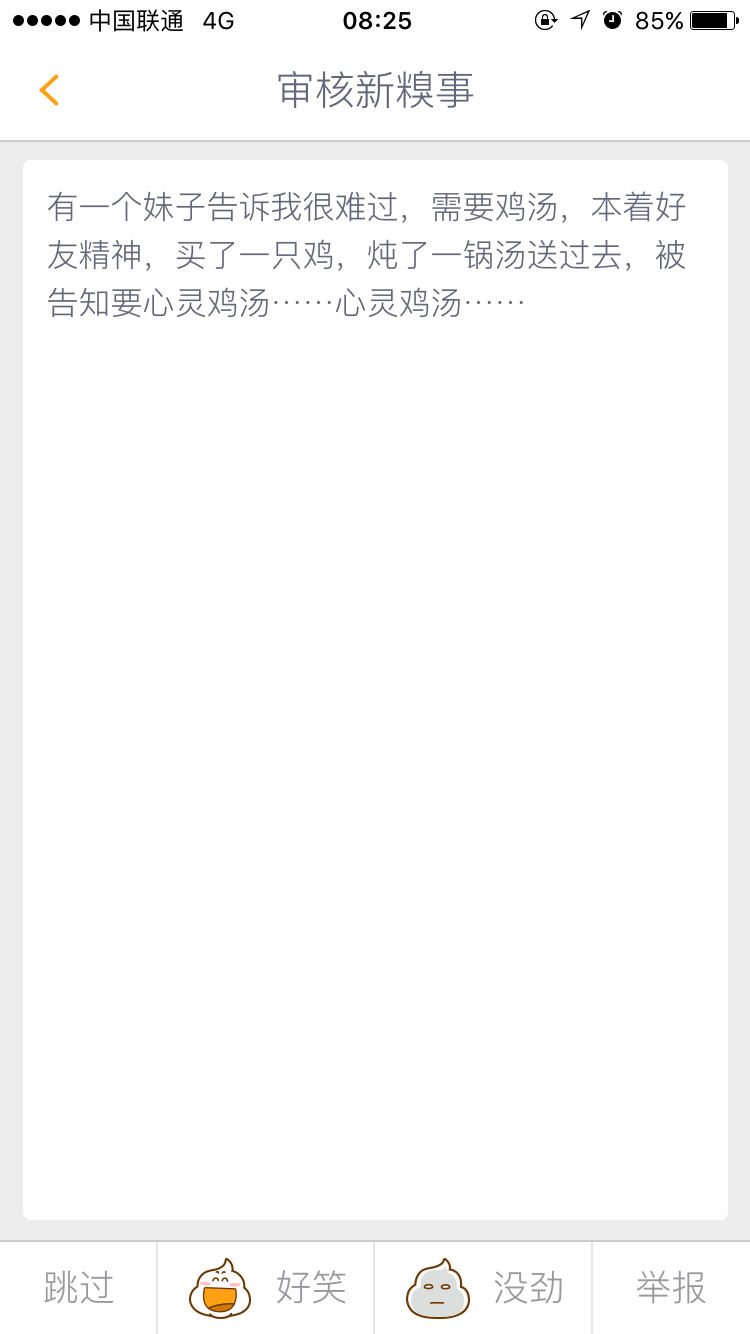 中国联通 4G 08:25 85%
审核新糗事
有一个妹子告诉我很难过，需要鸡汤，本着好
友精神，买了一只鸡，炖了一锅汤送过去，被
告知要心灵鸡汤……心灵鸡汤……
跳过 好笑 没劲 举报